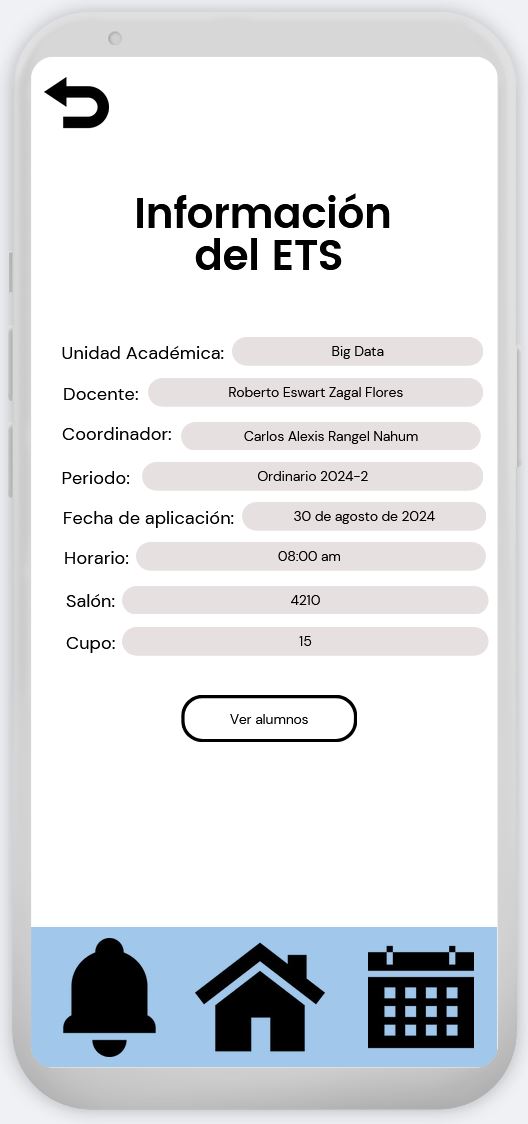 Información
del ETS
Unidad Académica: Big Data
Docente: Roberto Eswart Zagal Flores
Coordinador: Carlos Alexis Rangel Nahum
Periodo: Ordinario 2024-2
Fecha de aplicación: 30 de agosto de 2024
Horario: 08:00 am
Salón: 4210
Cupo: 15
Ver alumnos